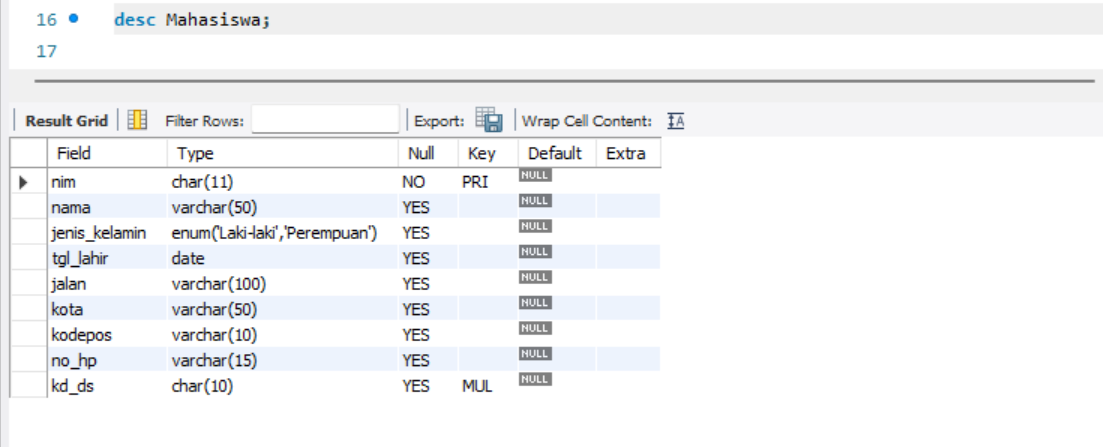 16 desc Mahasiswa;
17
Result Grid Filter Rows: Export: Wrap Cell Content: IA
Field Type Null Key Default Extra
nim char(11) NO PRI NULL
nama varchar(50) YES NULL
jenis_kelamin enum('Laki-laki','Perempuan') YES NULL
tgl_lahir date YES NULL
jalan varchar(100) YES NULL
kota varchar(50) YES NULL
kodepos varchar(10) YES NULL
no_hp varchar(15) YES NULL
kd_ds char(10) YES MUL NULL